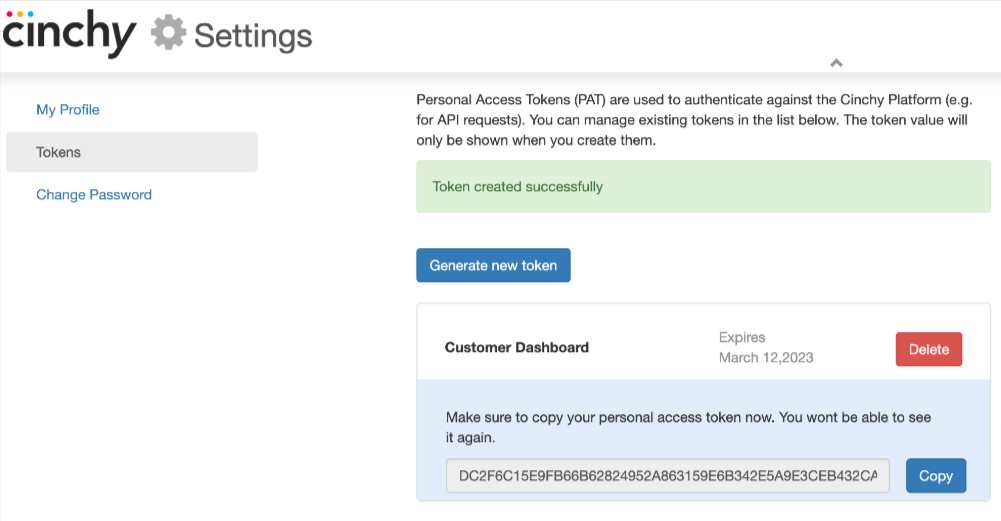 cinchy Settings
My Profile
Tokens
Change Password
Personal Access Tokens (PAT) are used to authenticate against the Cinchy Platform (e.g.
for API requests). You can manage existing tokens in the list below. The token value will
only be shown when you create them.
Token created successfully
Generate new token
Customer Dashboard
Expires
March 12,2023
Delete
Make sure to copy your personal access token now. You wont be able to see
it again.
DC2F6C15E9FB66B62824952A863159E6B342E5A9E3CEB432CA
Copy